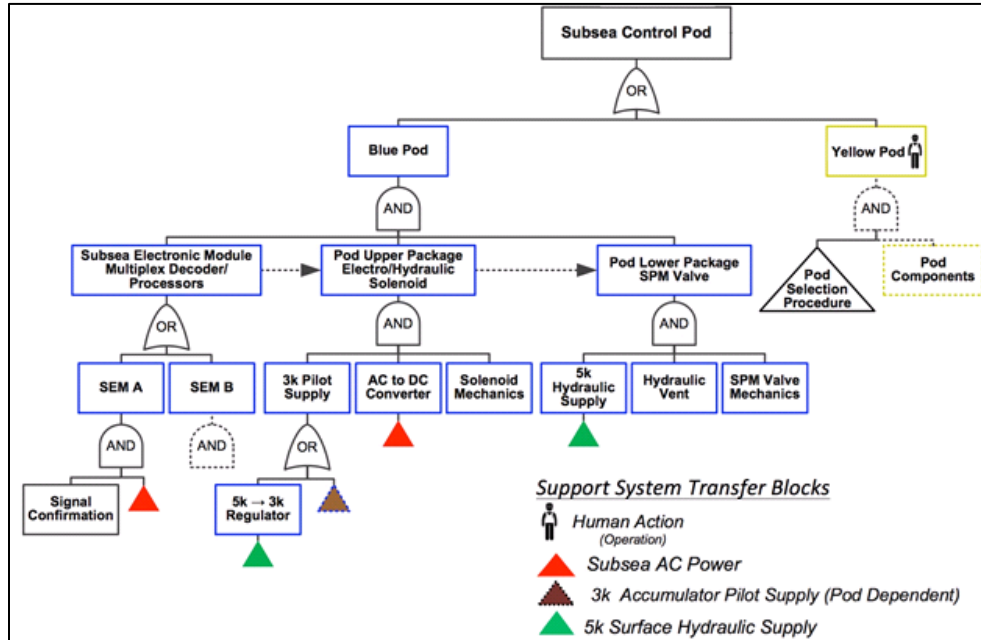 Subsea Control Pod
OR
Blue Pod
Yellow Pod
AND
AND
Subsea Electronic Module
Multiplex Decoder/
Processors
Pod Upper Package
Electro/Hydraulic
Solenoid
Pod Lower Package
SPM Valve
Pod
Selection
Procedure
Pod
Components
OR
AND
AND
SEM A
SEM B
3k Pilot
Supply
AC to DC
Converter
Solenoid
Mechanics
5k
Hydraulic
Supply
Hydraulic
Vent
SPM Valve
Mechanics
AND
AND
OR
Signal
Confirmation
5k → 3k
Regulator
Support System Transfer Blocks
Human Action
(Operation)
Subsea AC Power
3k Accumulator Pilot Supply (Pod Dependent)
5k Surface Hydraulic Supply